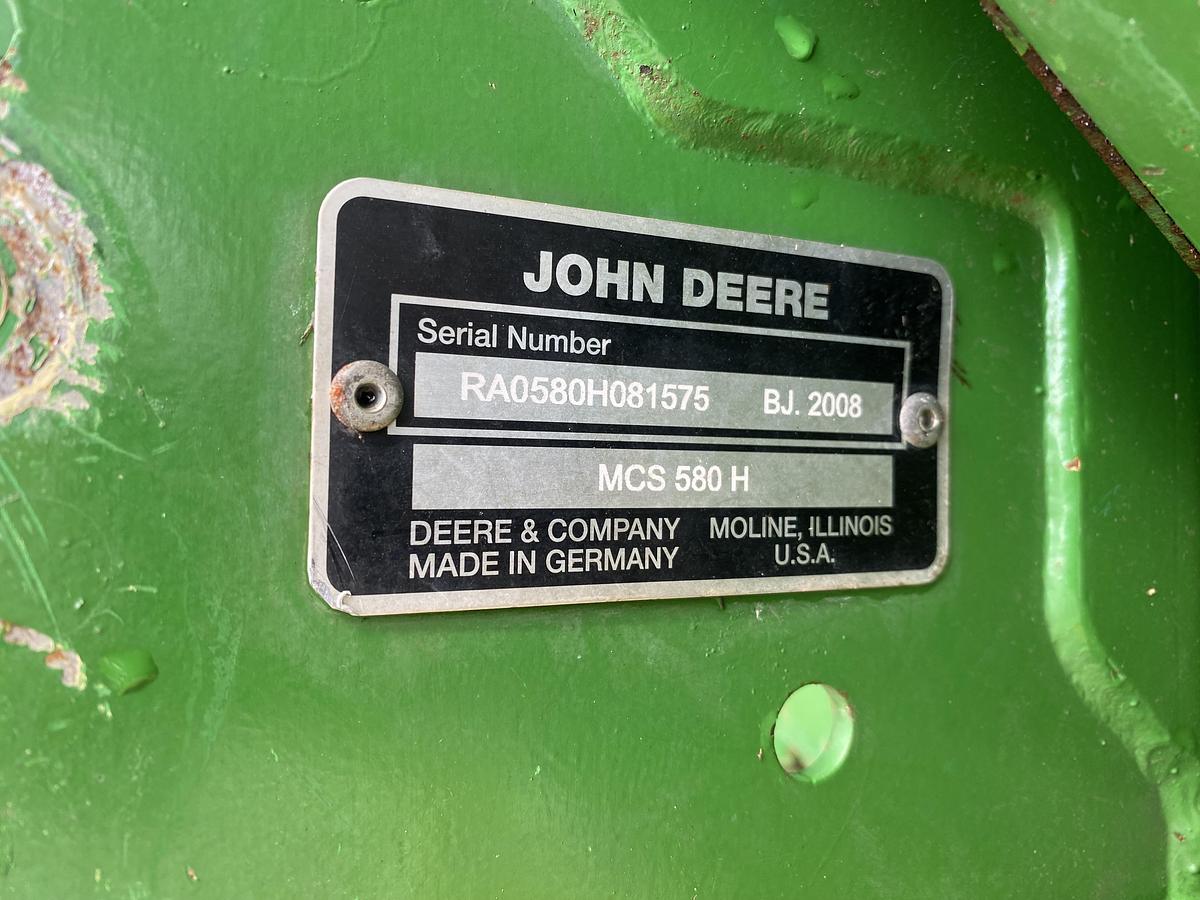 JOHN DEERE
Serial Number
RA0580H081575 BJ. 2008
MCS 580 H
DEERE & COMPANY MOLINE, ILLINOIS
MADE IN GERMANY U.S.A.